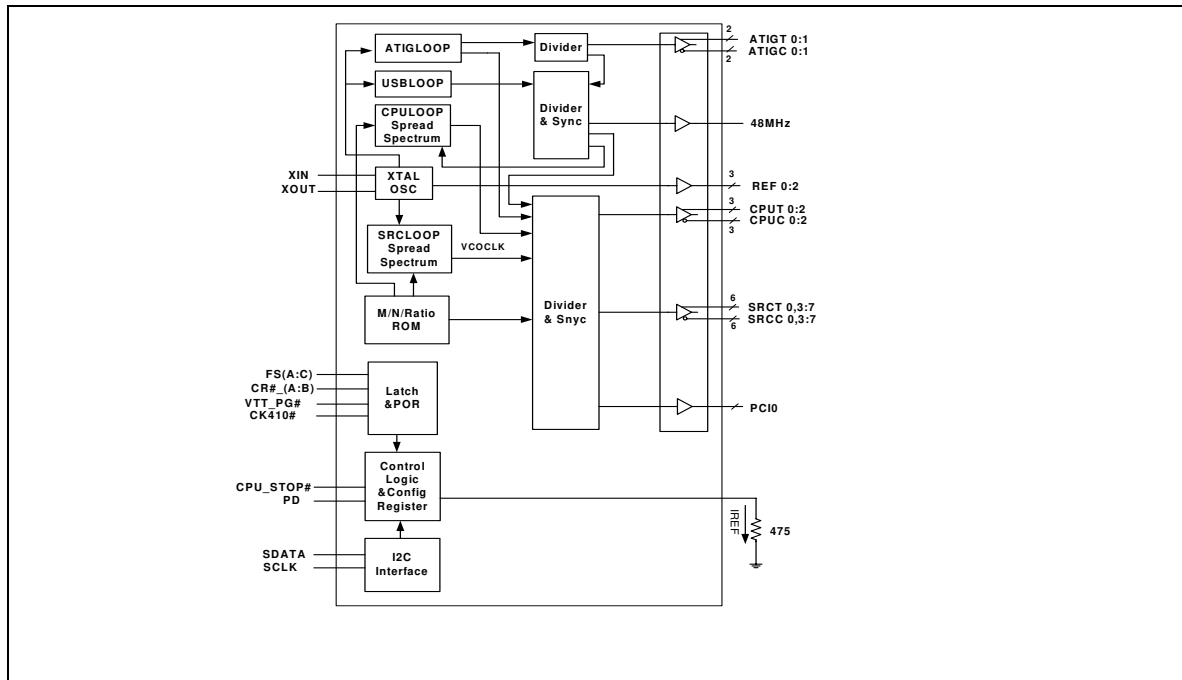 ATIGLOOP
USBLOOP
CPULOOP
Spread
Spectrum
XTAL
OSC
SRCLOOP
Spread
Spectrum
VCOCLK
M/N/Ratio
ROM
Divider
Divider
& Sync
Divider
& Snyc
XIN
XOUT
FS(A:C)
CR#_(A:B)
VTT_PG#
CK410#
Latch
&POR
CPU_STOP#
PD
Control
Logic
&Config
Register
SDATA
SCLK
I2C
Interface
2
ATIGT 0:1
ATIGC 0:1
2
48MHz
3
REF 0:2
3
CPUT 0:2
CPUC 0:2
3
6
SRCT 0,3:7
SRCC 0,3:7
6
PCI0
IREF
475